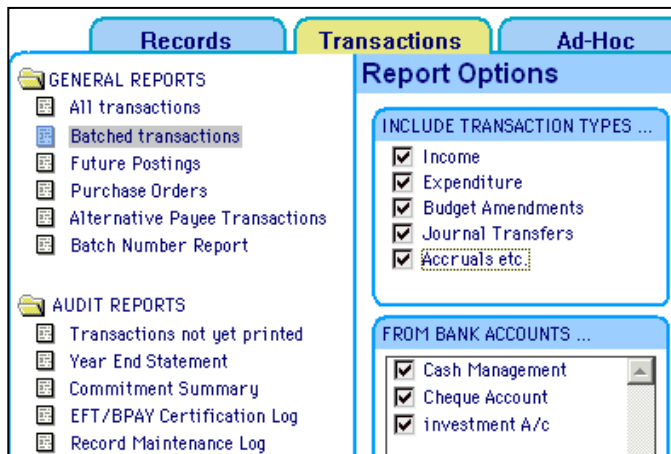 Records Transactions Ad-Hoc
GENERAL REPORTS
All transactions
Batched transactions
Future Postings
Purchase Orders
Alternative Payee Transactions
Batch Number Report
AUDIT REPORTS
Transactions not yet printed
Year End Statement
Commitment Summary
EFT/BPAY Certification Log
Record Maintenance Log
Report Options
INCLUDE TRANSACTION TYPES ...
Income
Expenditure
Budget Amendments
Journal Transfers
Accruals etc.
FROM BANK ACCOUNTS ...
Cash Management
Cheque Account
investment A/c